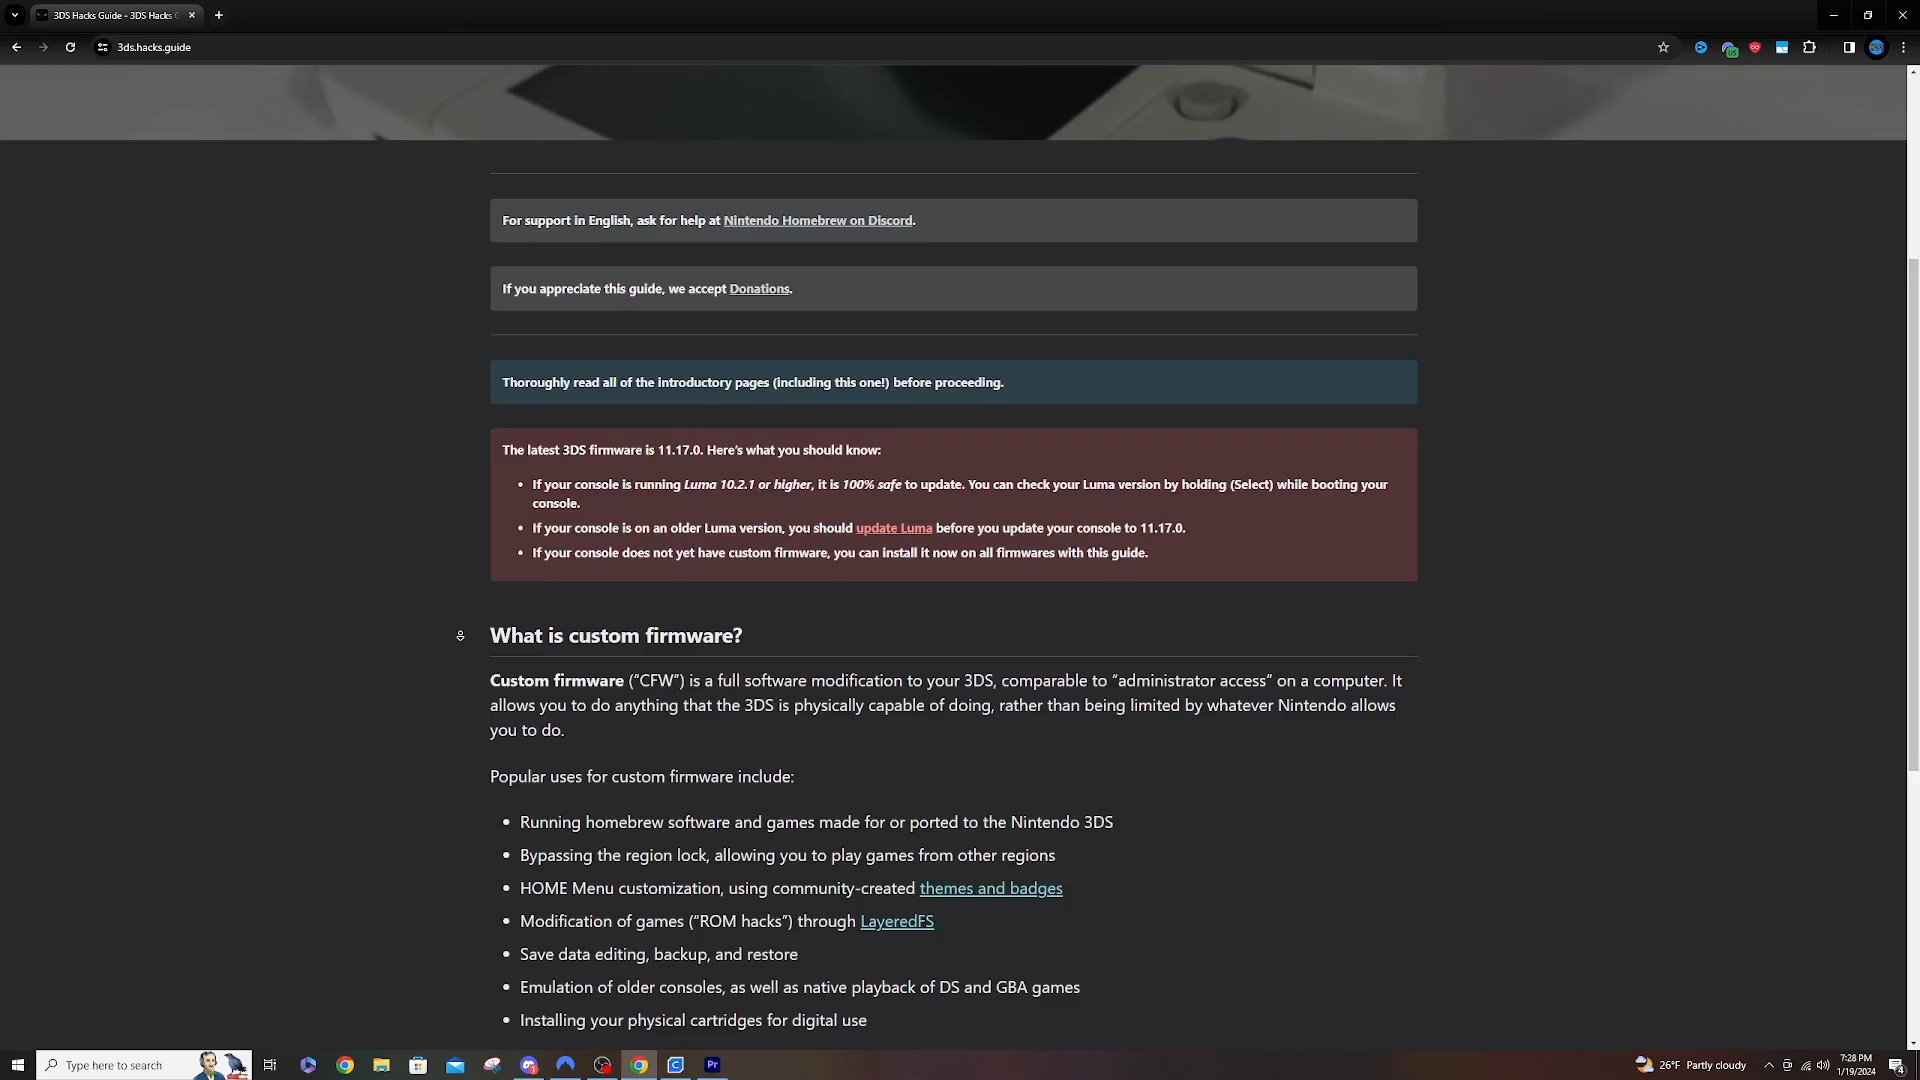 3DS Hacks Guide - 3DS Hacks G
3ds.hacks.guide
US
For support in English, ask for help at Nintendo Homebrew on Discord.
If you appreciate this guide, we accept Donations.
Thoroughly read all of the introductory pages (including this one!) before proceeding.
The latest 3DS firmware is 11.17.0. Here's what you should know:
• If your console is running Luma 10.2.1 or higher, it is 100% safe to update. You can check your Luma version by holding (Select) while booting your
console.
• If your console is on an older Luma version, you should update Luma before you update your console to 11.17.0.
• If your console does not yet have custom firmware, you can install it now on all firmwares with this guide.
What is custom firmware?
Custom firmware (“CFW”) is a full software modification to your 3DS, comparable to “administrator access” on a computer. It
allows you to do anything that the 3DS is physically capable of doing, rather than being limited by whatever Nintendo allows
you to do.
Popular uses for custom firmware include:
• Running homebrew software and games made for or ported to the Nintendo 3DS
• Bypassing the region lock, allowing you to play games from other regions
• HOME Menu customization, using community-created themes and badges
• Modification of games (“ROM hacks”) through LayeredFS
• Save data editing, backup, and restore
• Emulation of older consoles, as well as native playback of DS and GBA games
• Installing your physical cartridges for digital use
Type here to search
Pr
26°F Partly cloudy
7:28 PM
1/19/2024
4